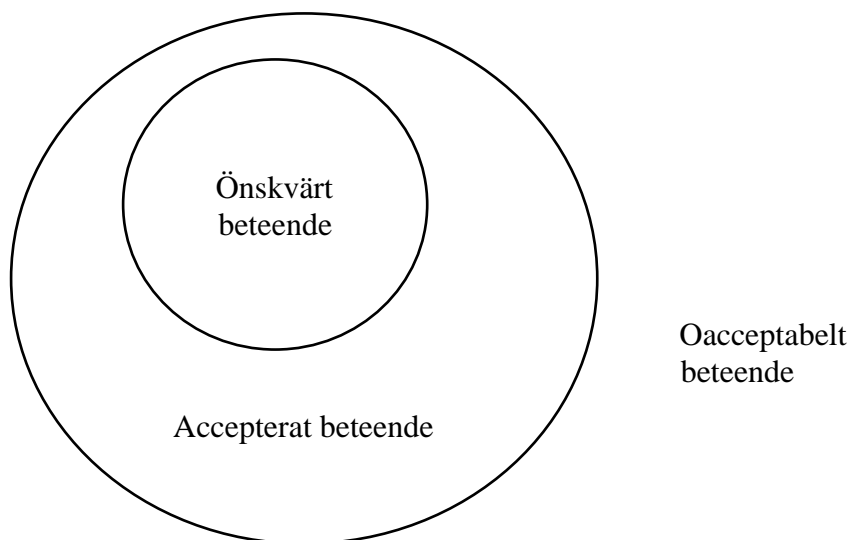 Önskvärt
beteende
Oacceptabelt
beteende
Accepterat beteende